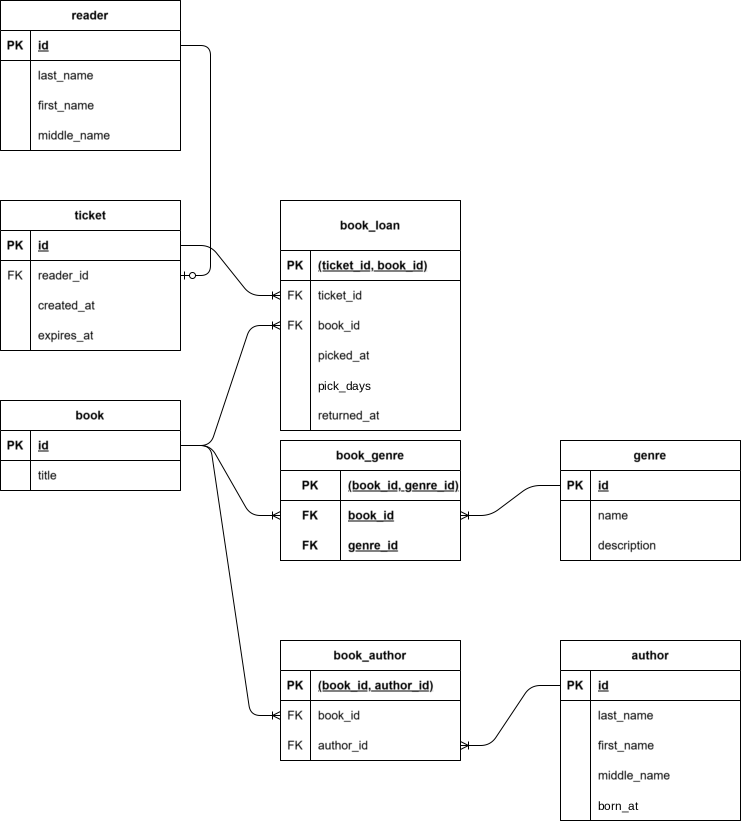 reader
PK id
last_name
first_name
middle_name
ticket
PK id
FK reader_id
created_at
expires_at
book
PK id
title
book_loan
PK (ticket_id, book_id)
FK ticket_id
FK book_id
picked_at
pick_days
returned_at
book_genre
PK (book_id, genre_id)
FK book_id
FK genre_id
genre
PK id
name
description
book_author
PK (book_id, author_id)
FK book_id
FK author_id
author
PK id
last_name
first_name
middle_name
born_at